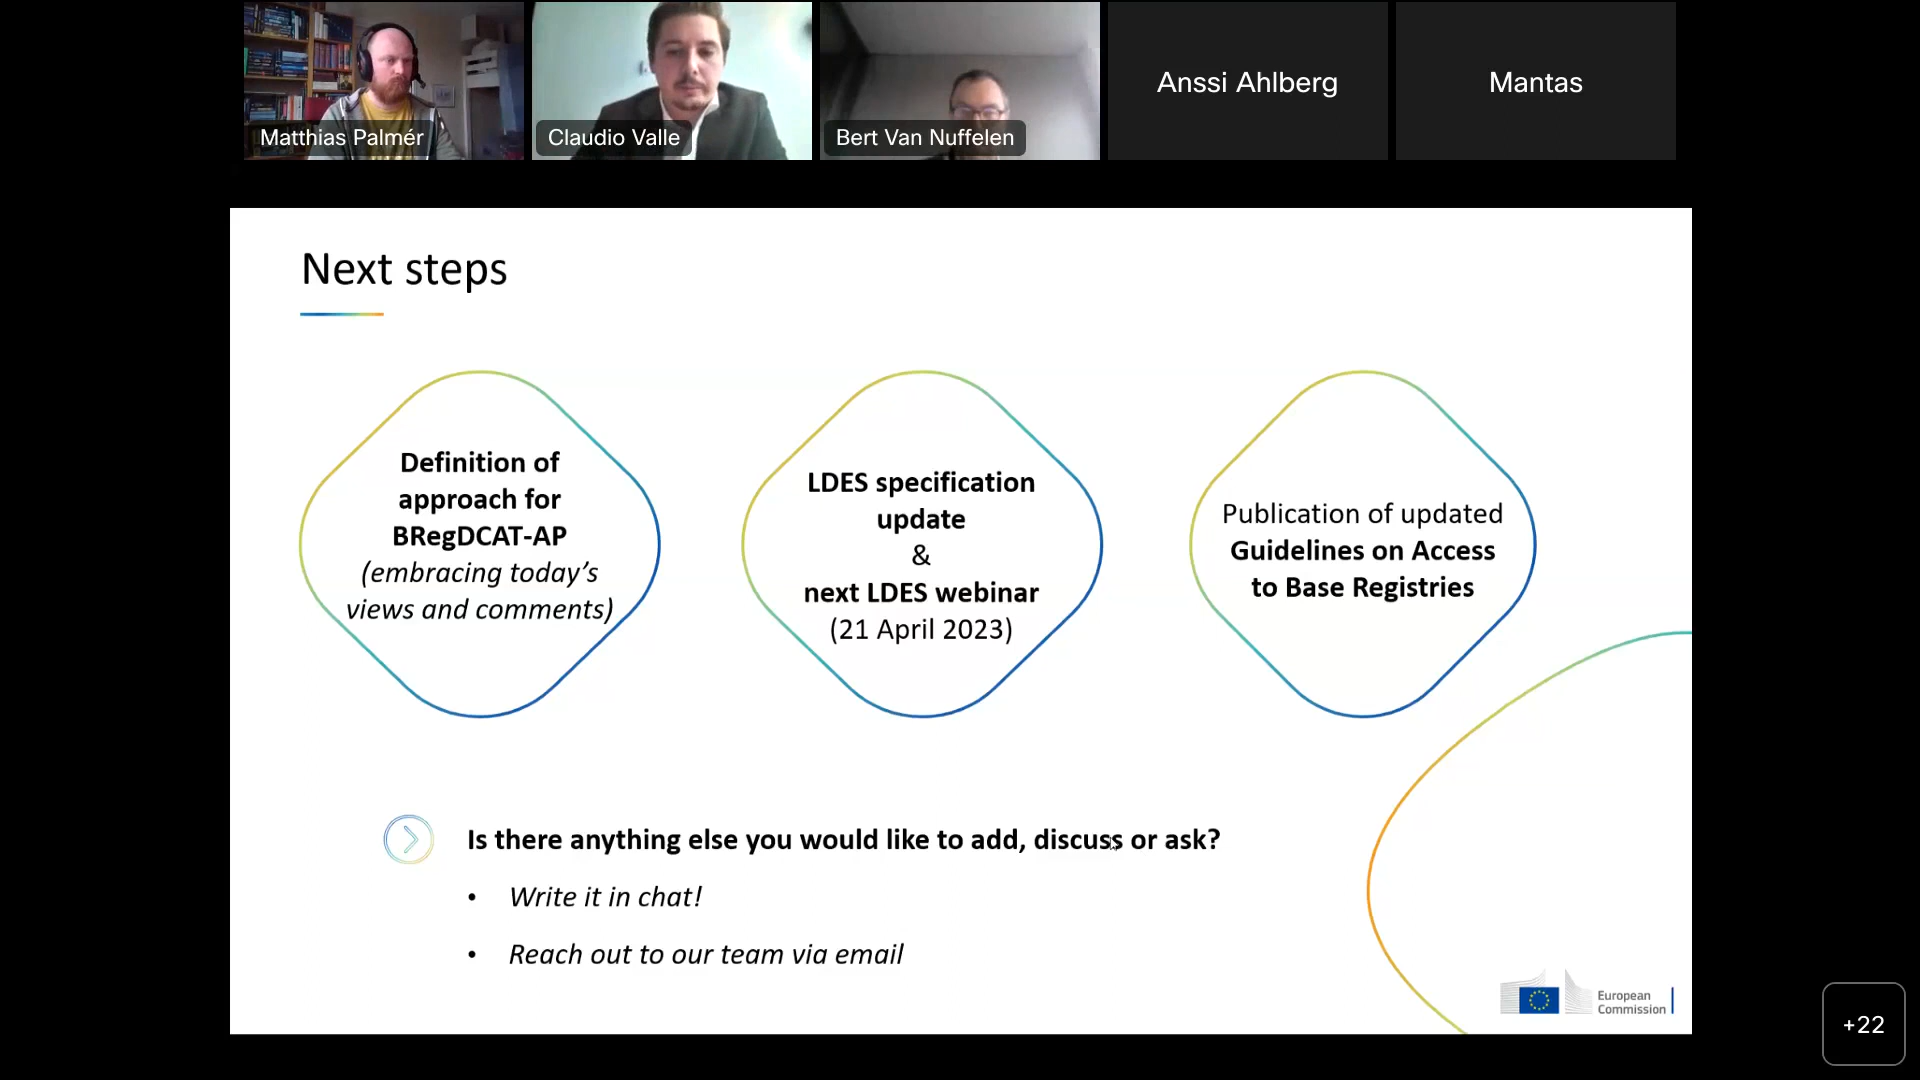 Matthias Palmér
Claudio Valle
Bert Van Nuffelen
Anssi Ahlberg
Mantas
Next steps
Definition of
approach for
BRegDCAT-AP
(embracing today’s
views and comments)
LDES specification
update
&
next LDES webinar
(21 April 2023)
Publication of updated
Guidelines on Access
to Base Registries
Is there anything else you would like to add, discuss or ask?
• Write it in chat!
• Reach out to our team via email
European
Commission
+22